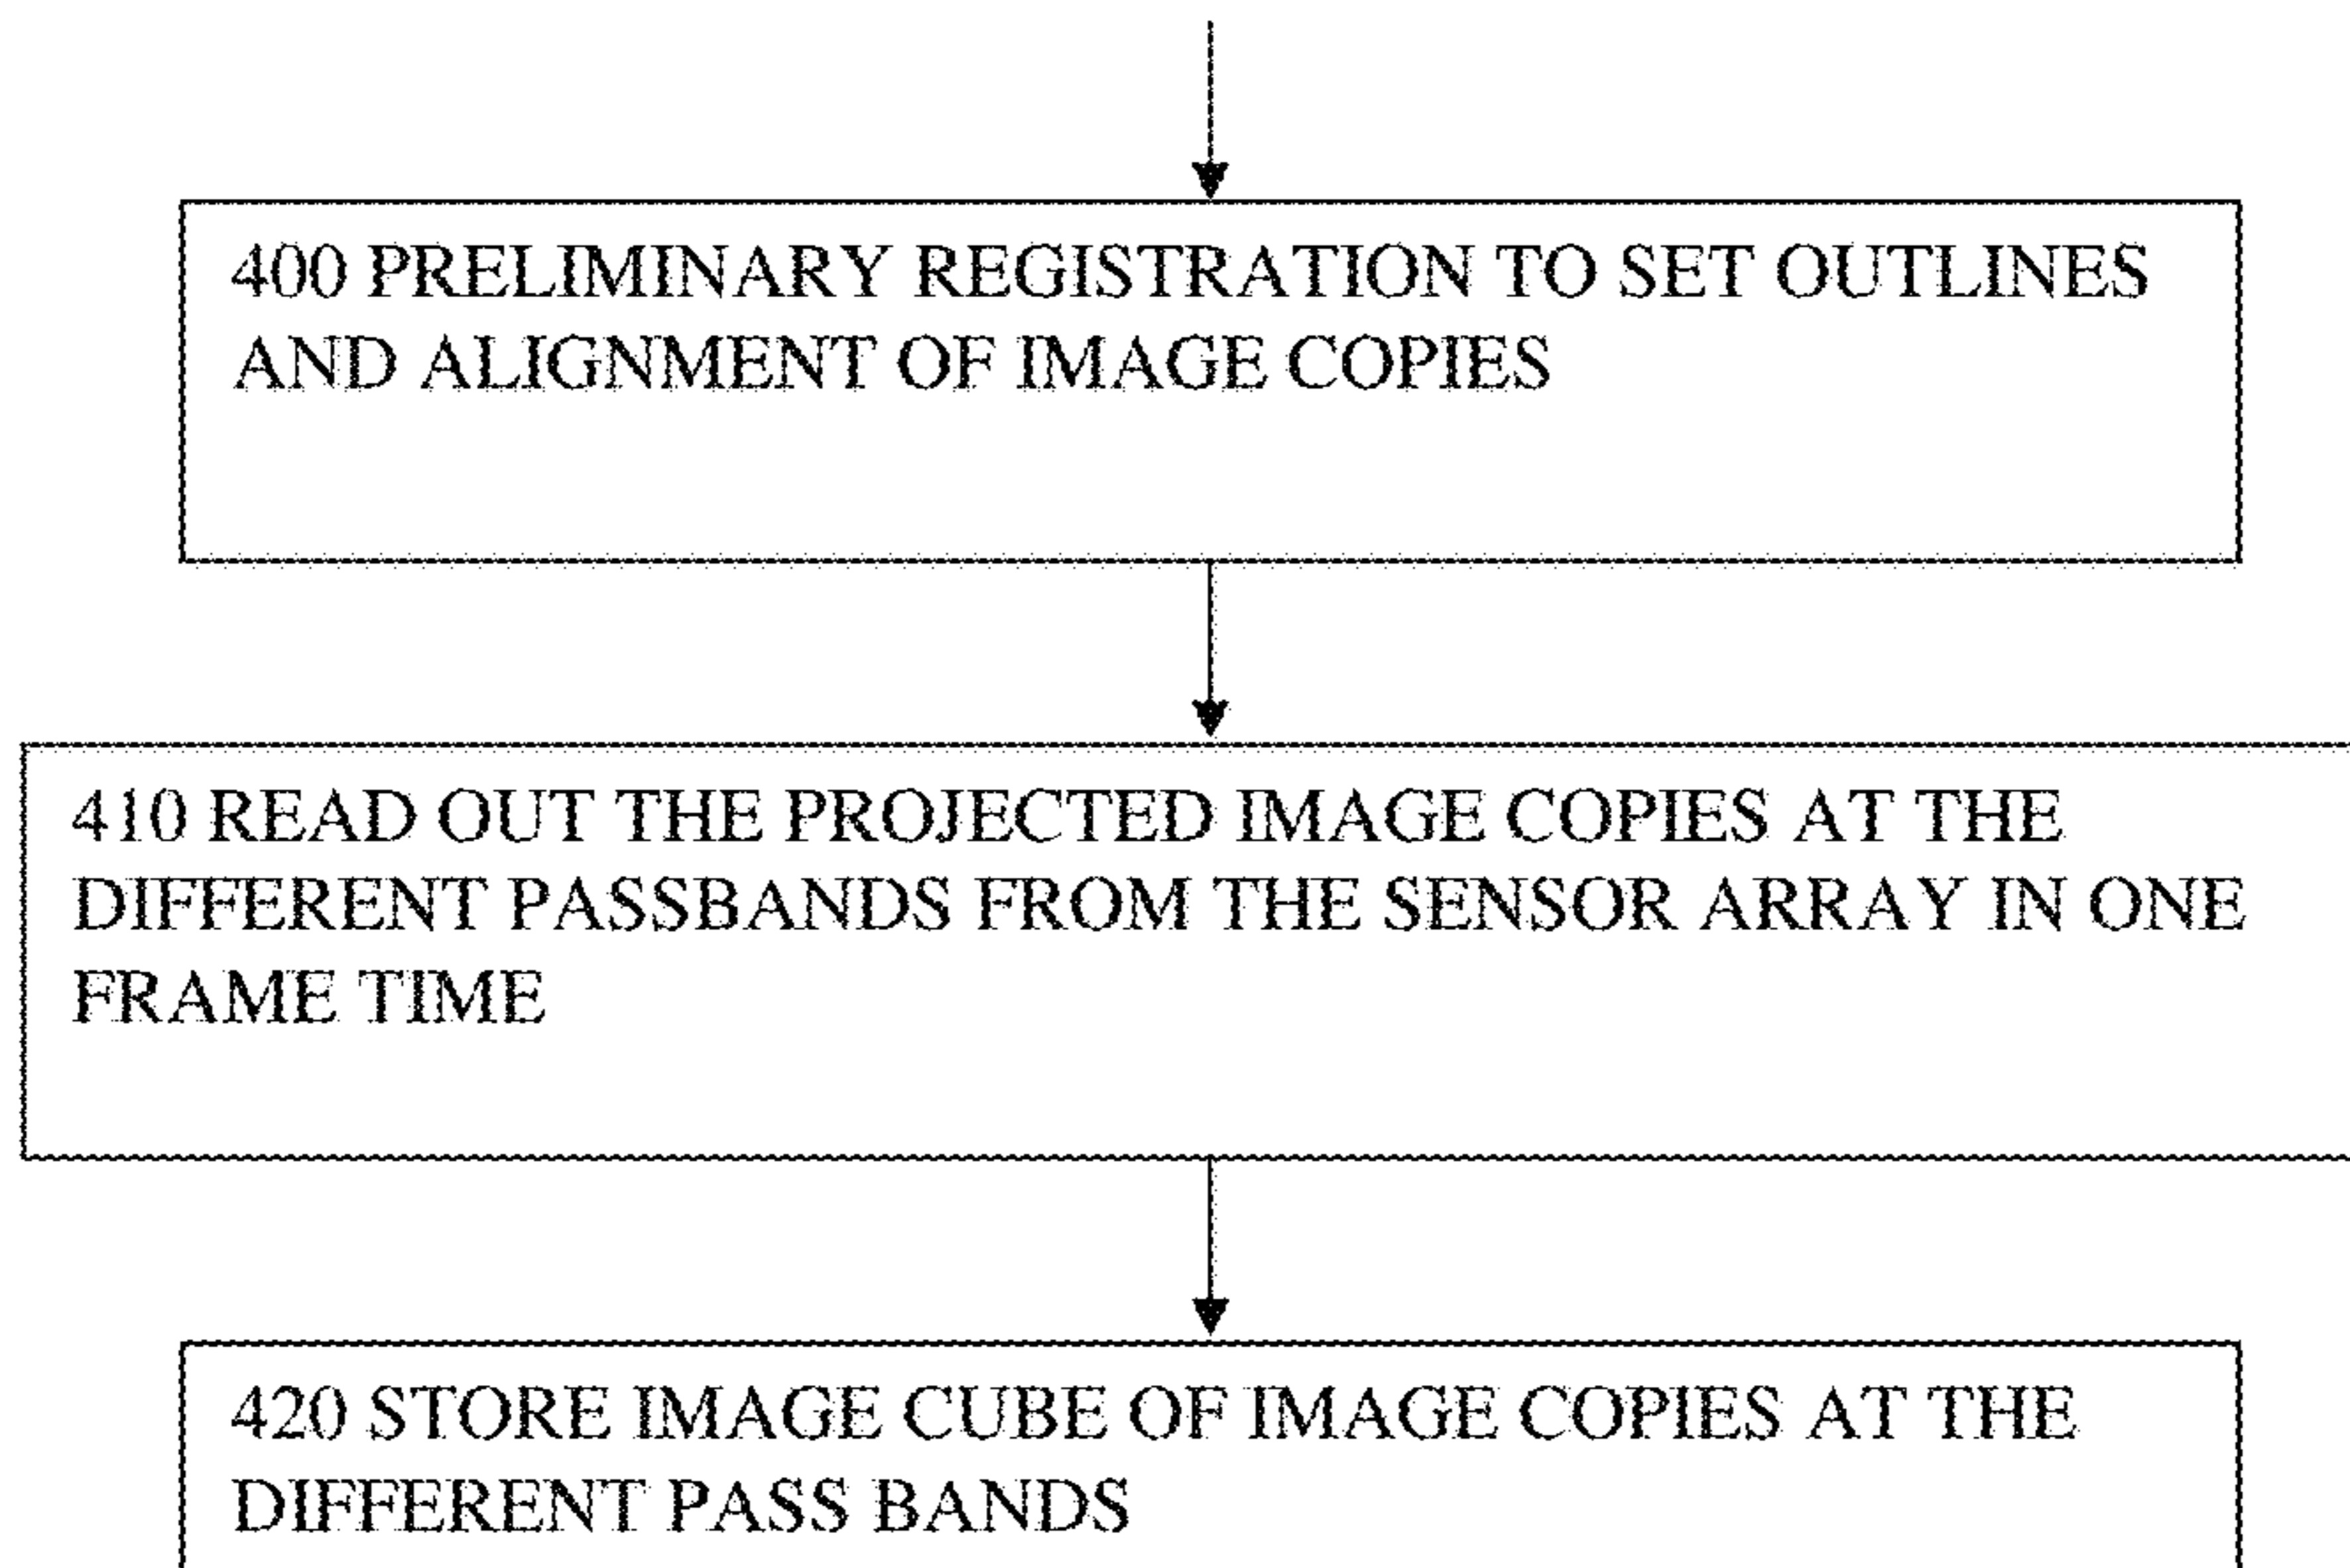 400 PRELIMINARY REGISTRATION TO SET OUTLINES
AND ALIGNMENT OF IMAGE COPIES
410 READ OUT THE PROJECTED IMAGE COPIES AT THE
DIFFERENT PASSBANDS FROM THE SENSOR ARRAY IN ONE
FRAME TIME
420 STORE IMAGE CUBE OF IMAGE COPIES AT THE
DIFFERENT PASS BANDS